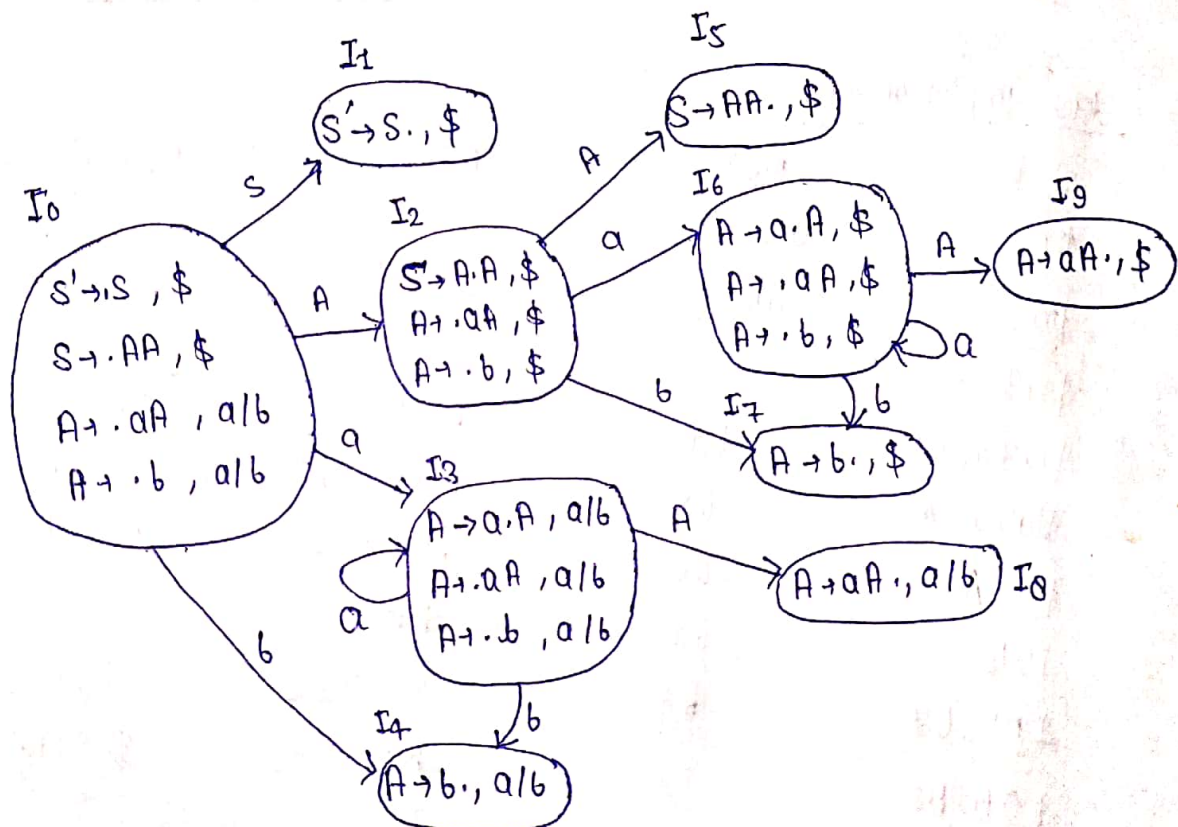 I1
S'→S., $
S
I5
S→AA., $
A
I0
S'→.S , $
S→.AA, $
A→.aA , a/b
A→.b , a/b
A
I2
S→A.A, $
A→.aA, $
A→.b, $
a
I6
A→a.A, $
A→.aA, $
A→.b, $
a
A
I9
A→aA., $
b
b
I7
A→b., $
a
I3
A→a.A, a/b
A→.aA, a/b
A→.b, a/b
a
A
A→aA., a/b
I8
b
b
I4
A→b., a/b